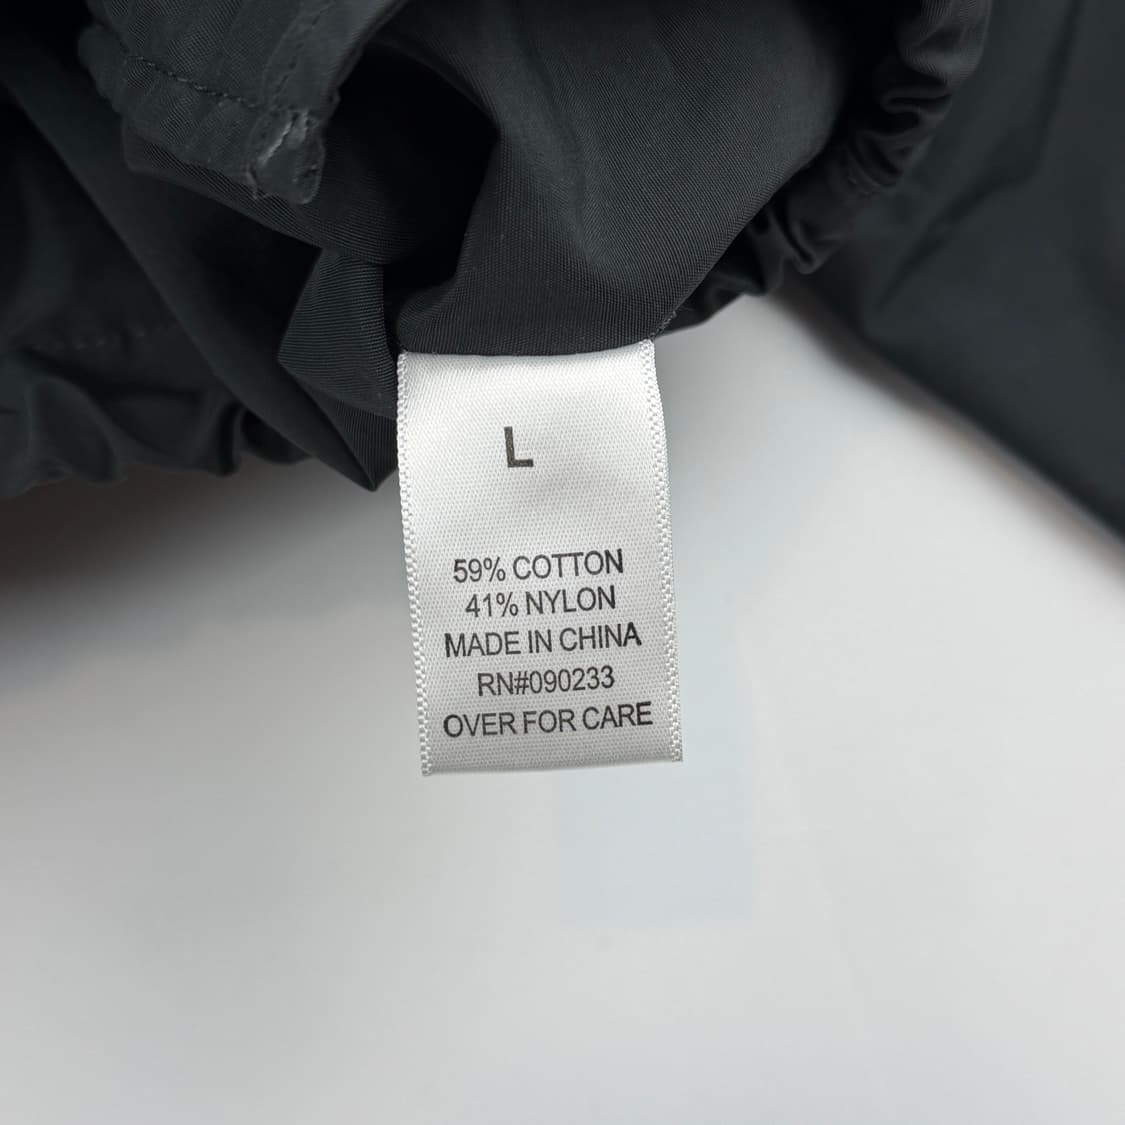 L
59% COTTON
41% NYLON
MADE IN CHINA
RN#090233
OVER FOR CARE